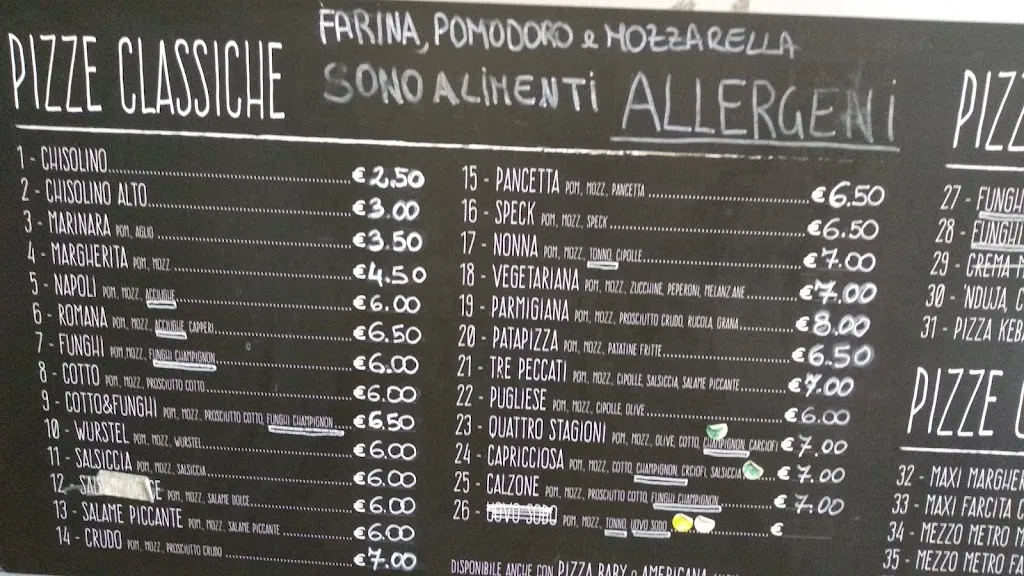 FARINA, POMODORO e MOZZARELLA
SONO ALIMENTI ALLERGENI
PIZZE CLASSICHE
1 - CHISOLINO € 2.50
2 - CHISOLINO ALTO € 3.00
3 - MARINARA POM, AGLIO € 3.50
4 - MARGHERITA POM, MOZZ € 4.50
5 - NAPOLI POM, MOZZ, ACCIUGHE € 6.00
6 - ROMANA POM, MOZZ, ACCIUGHE, CAPPERI € 6.50
7 - FUNGHI POM, MOZZ, FUNGHI CHAMPIGNON € 6.00
8 - COTTO POM, MOZZ, PROSCIUTTO COTTO € 6.00
9 - COTTO&FUNGHI POM, MOZZ, PROSCIUTTO COTTO, FUNGHI CHAMPIGNON € 6.50
10 - WURSTEL POM, MOZZ, WURSTEL € 6.00
11 - SALSICCIA POM, MOZZ, SALSICCIA € 6.00
12 - POM, MOZZ, SALAME DOLCE € 6.00
13 - SALAME PICCANTE POM, MOZZ, SALAME PICCANTE € 6.00
14 - CRUDO POM, MOZZ, PROSCIUTTO CRUDO € 7.00
15 - PANCETTA POM, MOZZ, PANCETTA € 6.50
16 - SPECK POM, MOZZ, SPECK € 6.50
17 - NONNA POM, MOZZ, TONNO, CIPOLLE € 7.00
18 - VEGETARIANA POM, MOZZ, ZUCCHINE, PEPERONI, MELANZANE € 7.00
19 - PARMIGIANA POM, MOZZ, PROSCIUTTO CRUDO, RUCOLA, GRANA € 8.00
20 - PATAPIZZA POM, MOZZ, PATATINE FRITTE € 6.50
21 - TRE PECCATI POM, MOZZ, CIPOLLE, SALSICCIA, SALAME PICCANTE € 7.00
22 - PUGLIESE POM, MOZZ, CIPOLLE, OLIVE € 6.00
23 - QUATTRO STAGIONI POM, MOZZ, OLIVE, COTTO, CHAMPIGNON, CARCIOFI € 7.00
24 - CAPRICCIOSA POM, MOZZ, COTTO, CHAMPIGNON, CRCIOFI, SALSICCIA € 7.00
25 - CALZONE POM, MOZZ, PROSCIUTTO COTTO, FUNGHI CHAMPIGNON € 7.00
26 - UOVO SODO POM, MOZZ, TONNO, UOVO SODO €
DISPONIBILE ANCHE CON PIZZA BABY o AMERICANA
PIZZ
27 - FUNGH
28 - FUNGHI
29 - CREMA
30 - NDUJA, C
31 - PIZZA KEB
PIZZE
32 - MAXI MARGHER
33 - MAXI FARCITA C
34 - MEZZO METRO M
35 - MEZZO METRO FA